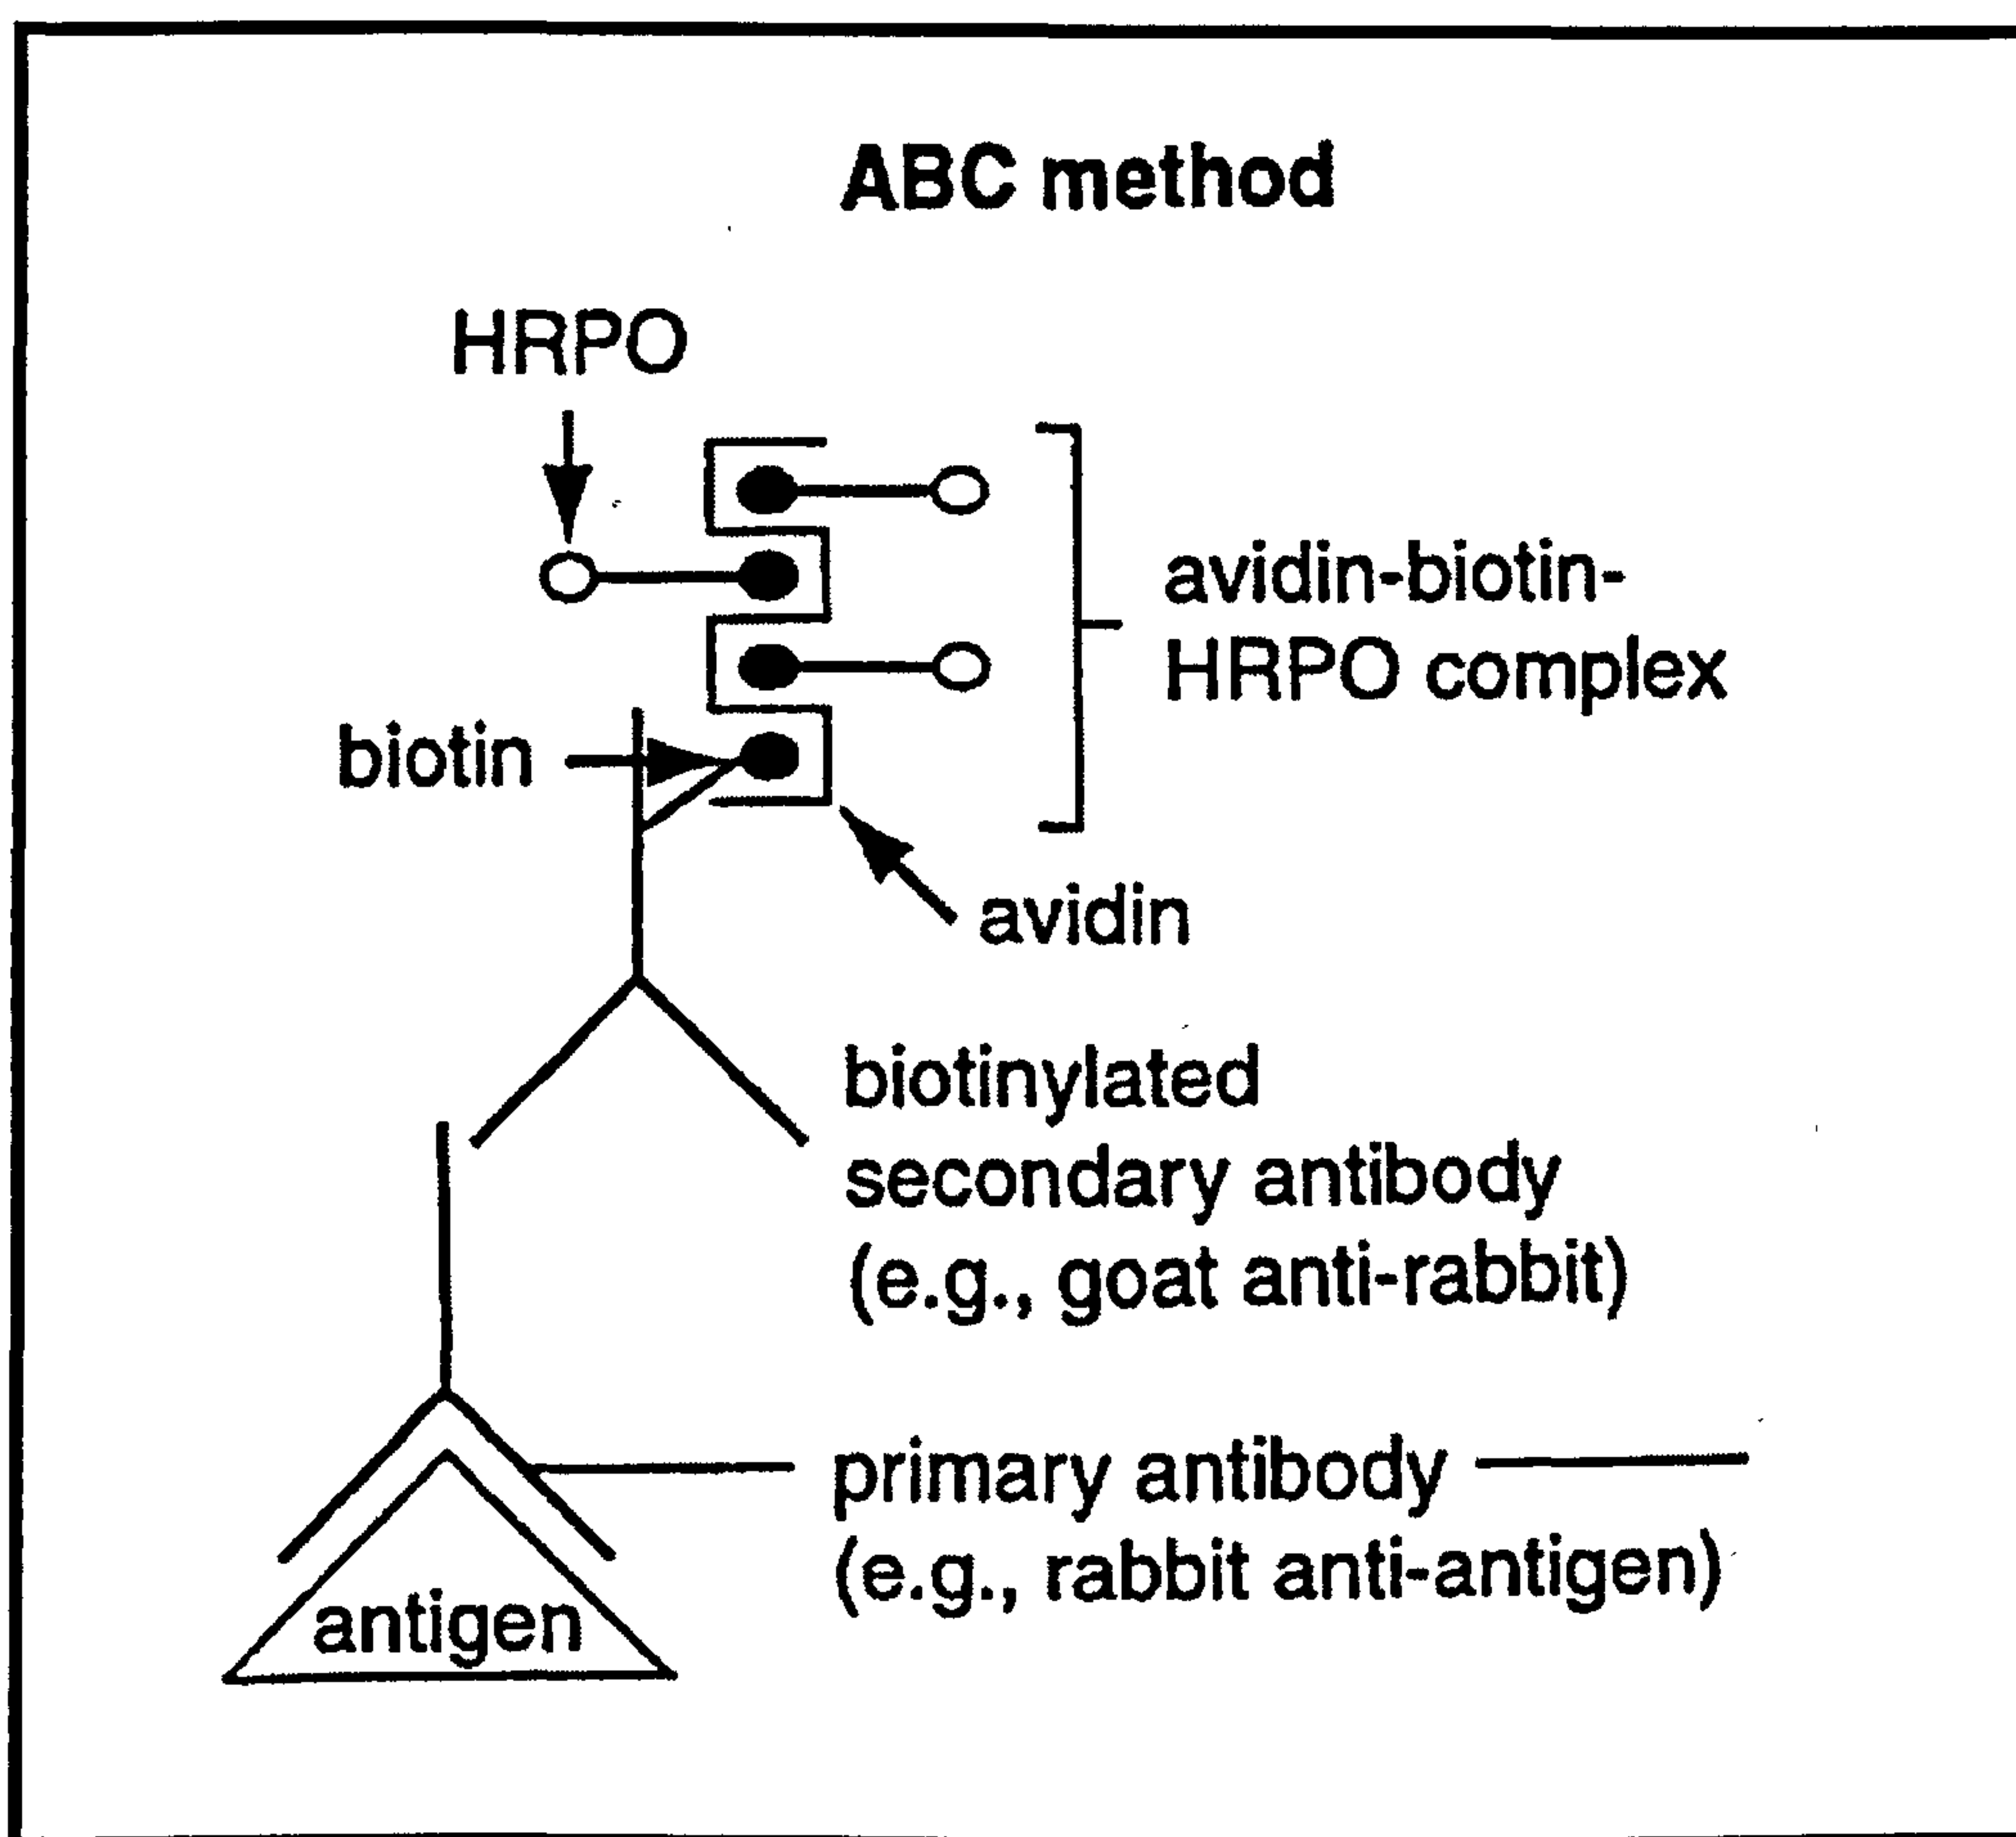 ABC method
HRPO
avidin-biotin-
HRPO complex
biotin
avidin
biotinylated
secondary antibody
(e.g., goat anti-rabbit)
primary antibody
(e.g., rabbit anti-antigen)
antigen